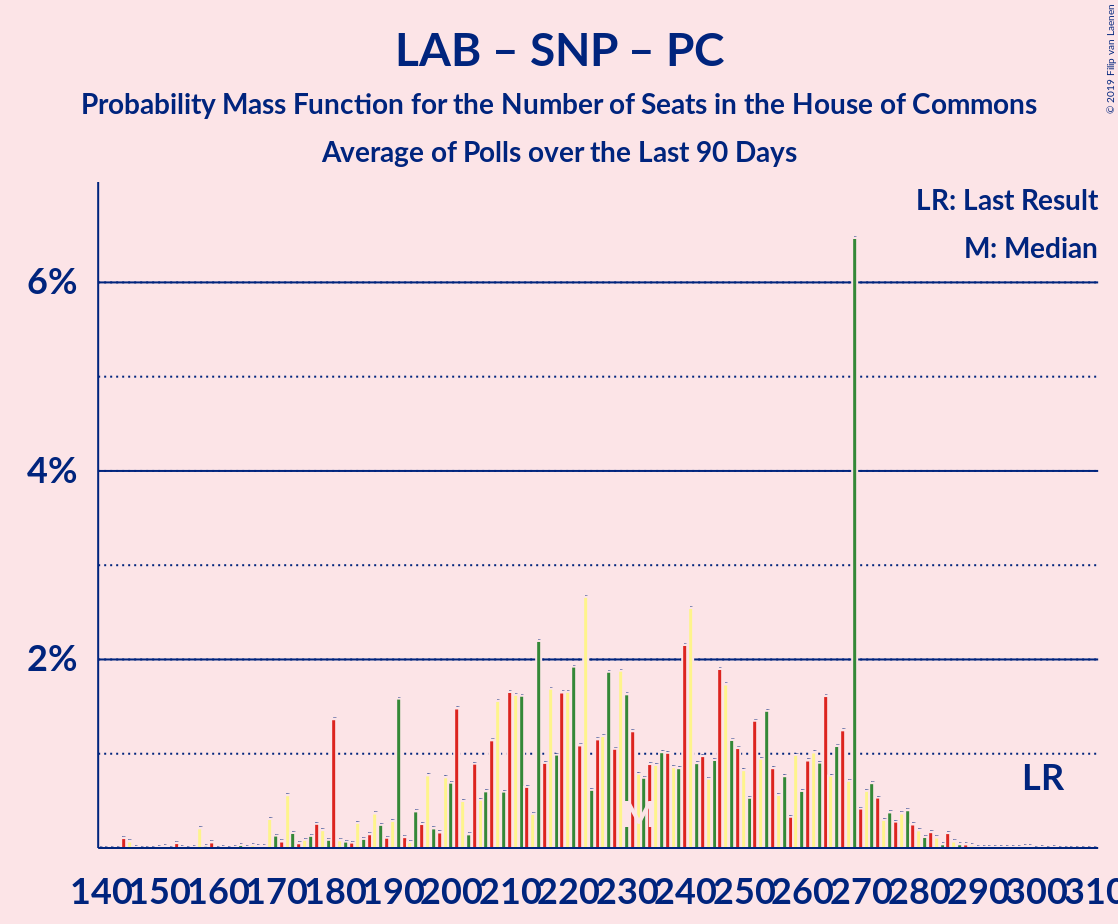 LAB – SNP – PC
Probability Mass Function for the Number of Seats in the House of Commons
Average of Polls over the Last 90 Days
© 2019 Filip van Laenen
LR: Last Result
M: Median
6%
4%
2%
LR
M
140 150 160 170 180 190 200 210 220 230 240 250 260 270 280 290 300 310